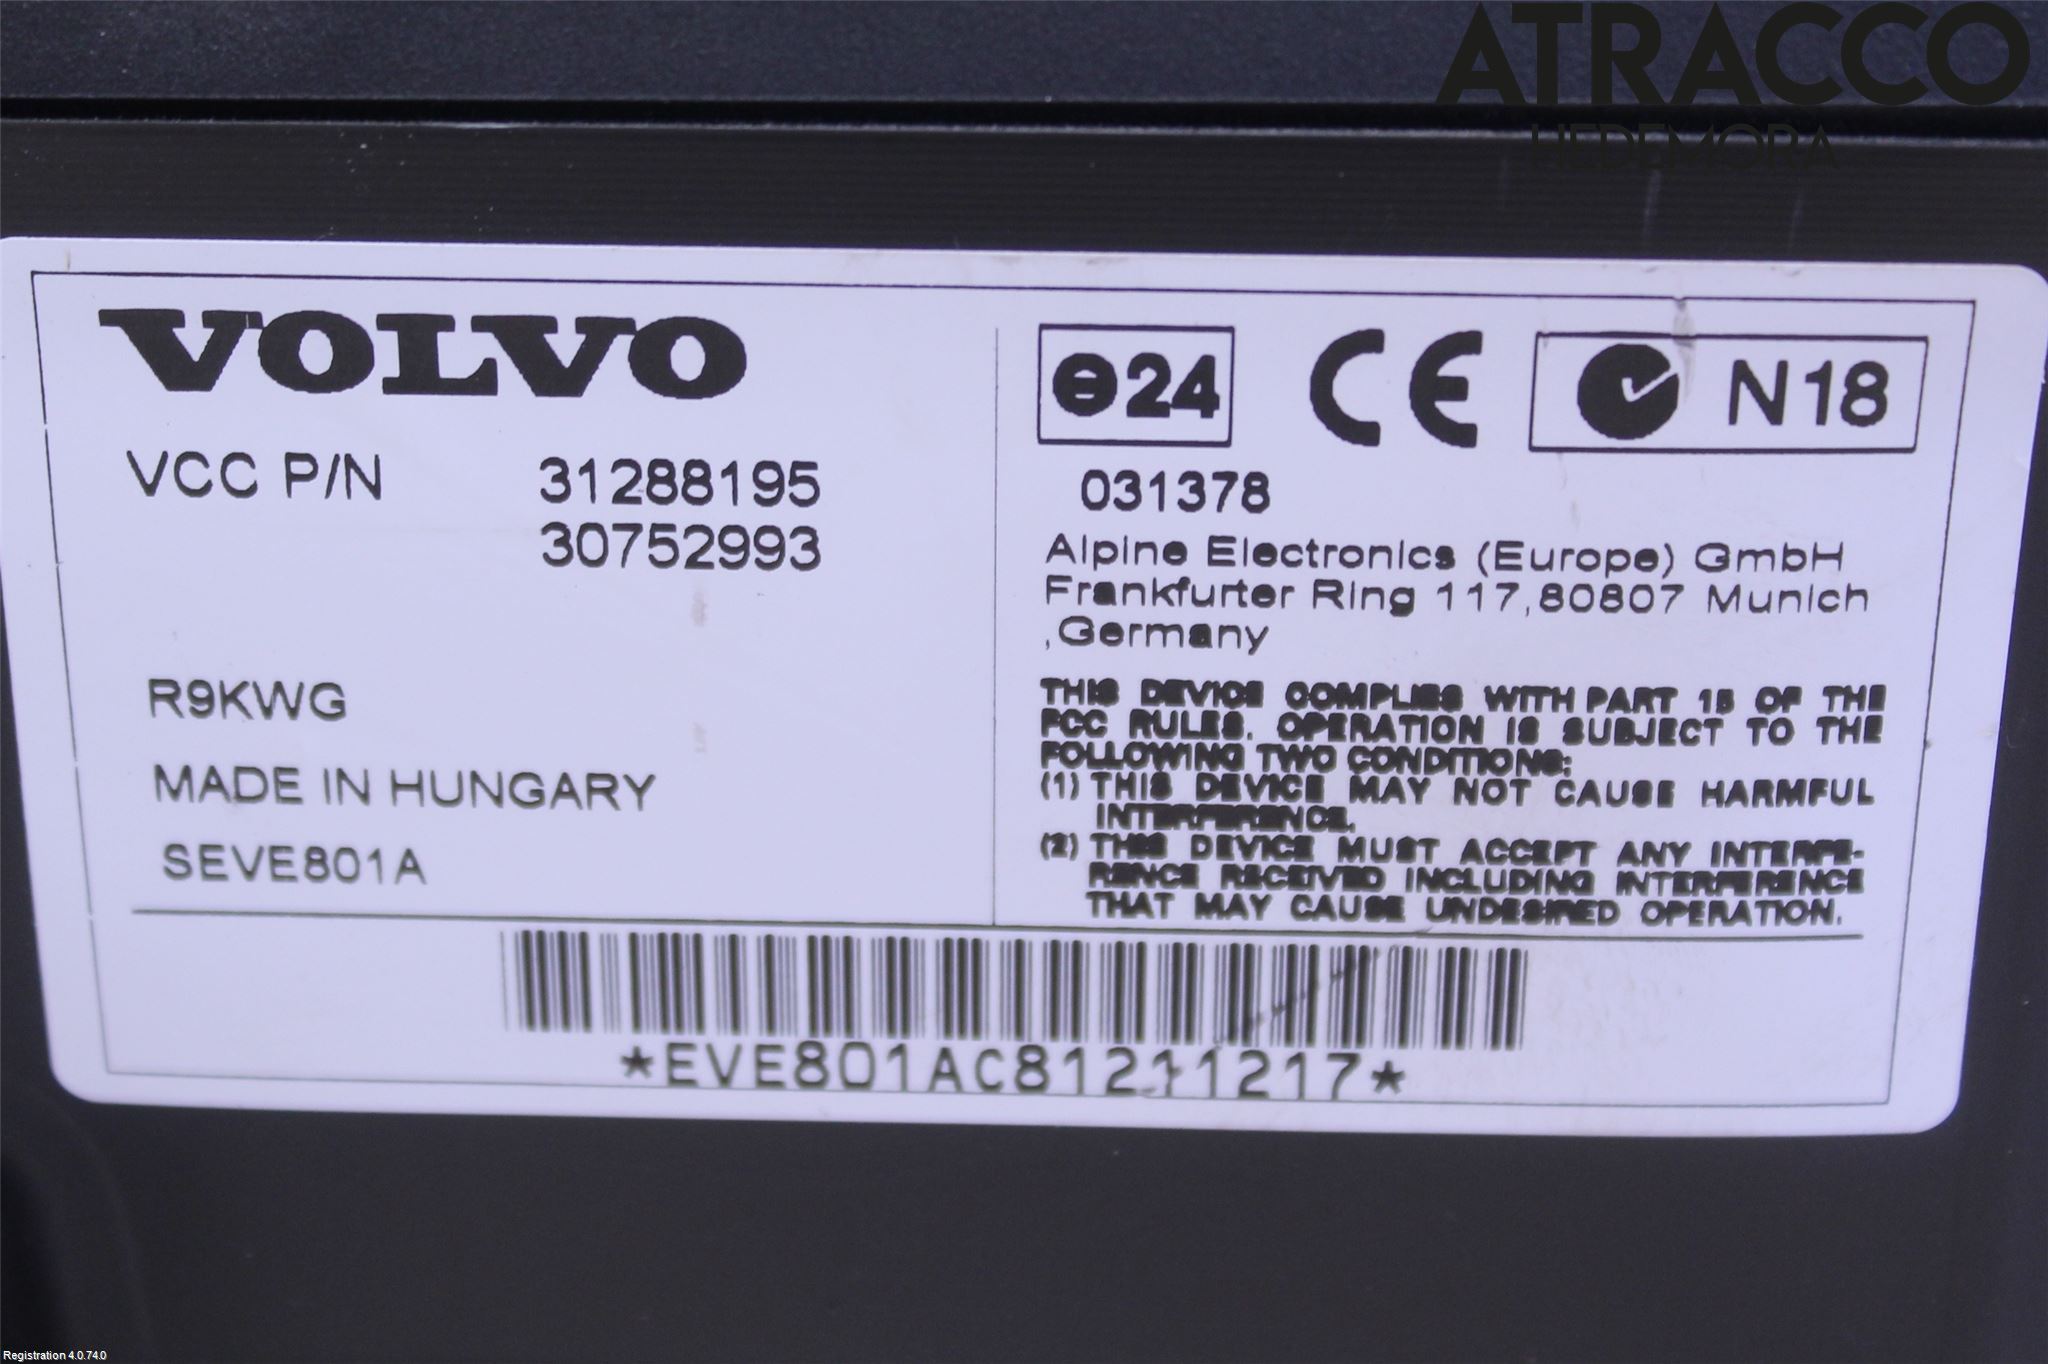 ATRACCO
HEDEMORA
VOLVO
VCC P/N 31288195
30752993
R9KWG
MADE IN HUNGARY
SEVE801A
e24
CE
N18
031378
Alpine Electronics (Europe) GmbH
Frankfurter Ring 117,80807 Munich
,Germany
THIS DEVICE COMPLIES WITH PART 15 OF THE
FCC RULES. OPERATION IS SUBJECT TO THE
FOLLOWING TWO CONDITIONS:
(1) THIS DEVICE MAY NOT CAUSE HARMFUL
INTERFERENCE.
(2) THIS DEVICE MUST ACCEPT ANY INTERFE-
RENCE RECEIVED INCLUDING INTERFERENCE
THAT MAY CAUSE UNDESIRED OPERATION.
*EVE801AC81211217*
Registration 4.0.74.0